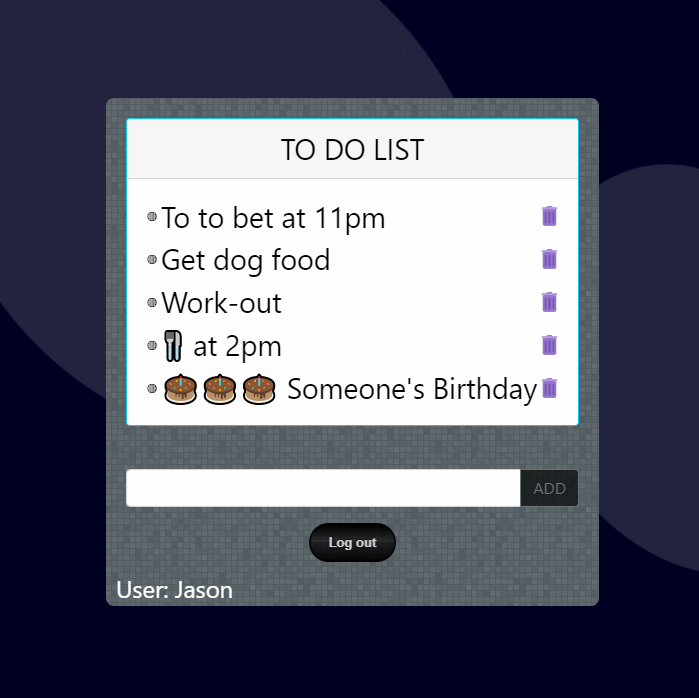 TO DO LIST
To to bet at 11pm
Get dog food
Work-out
🍴 at 2pm
🎂🎂🎂 Someone's Birthday
ADD
Log out
User: Jason